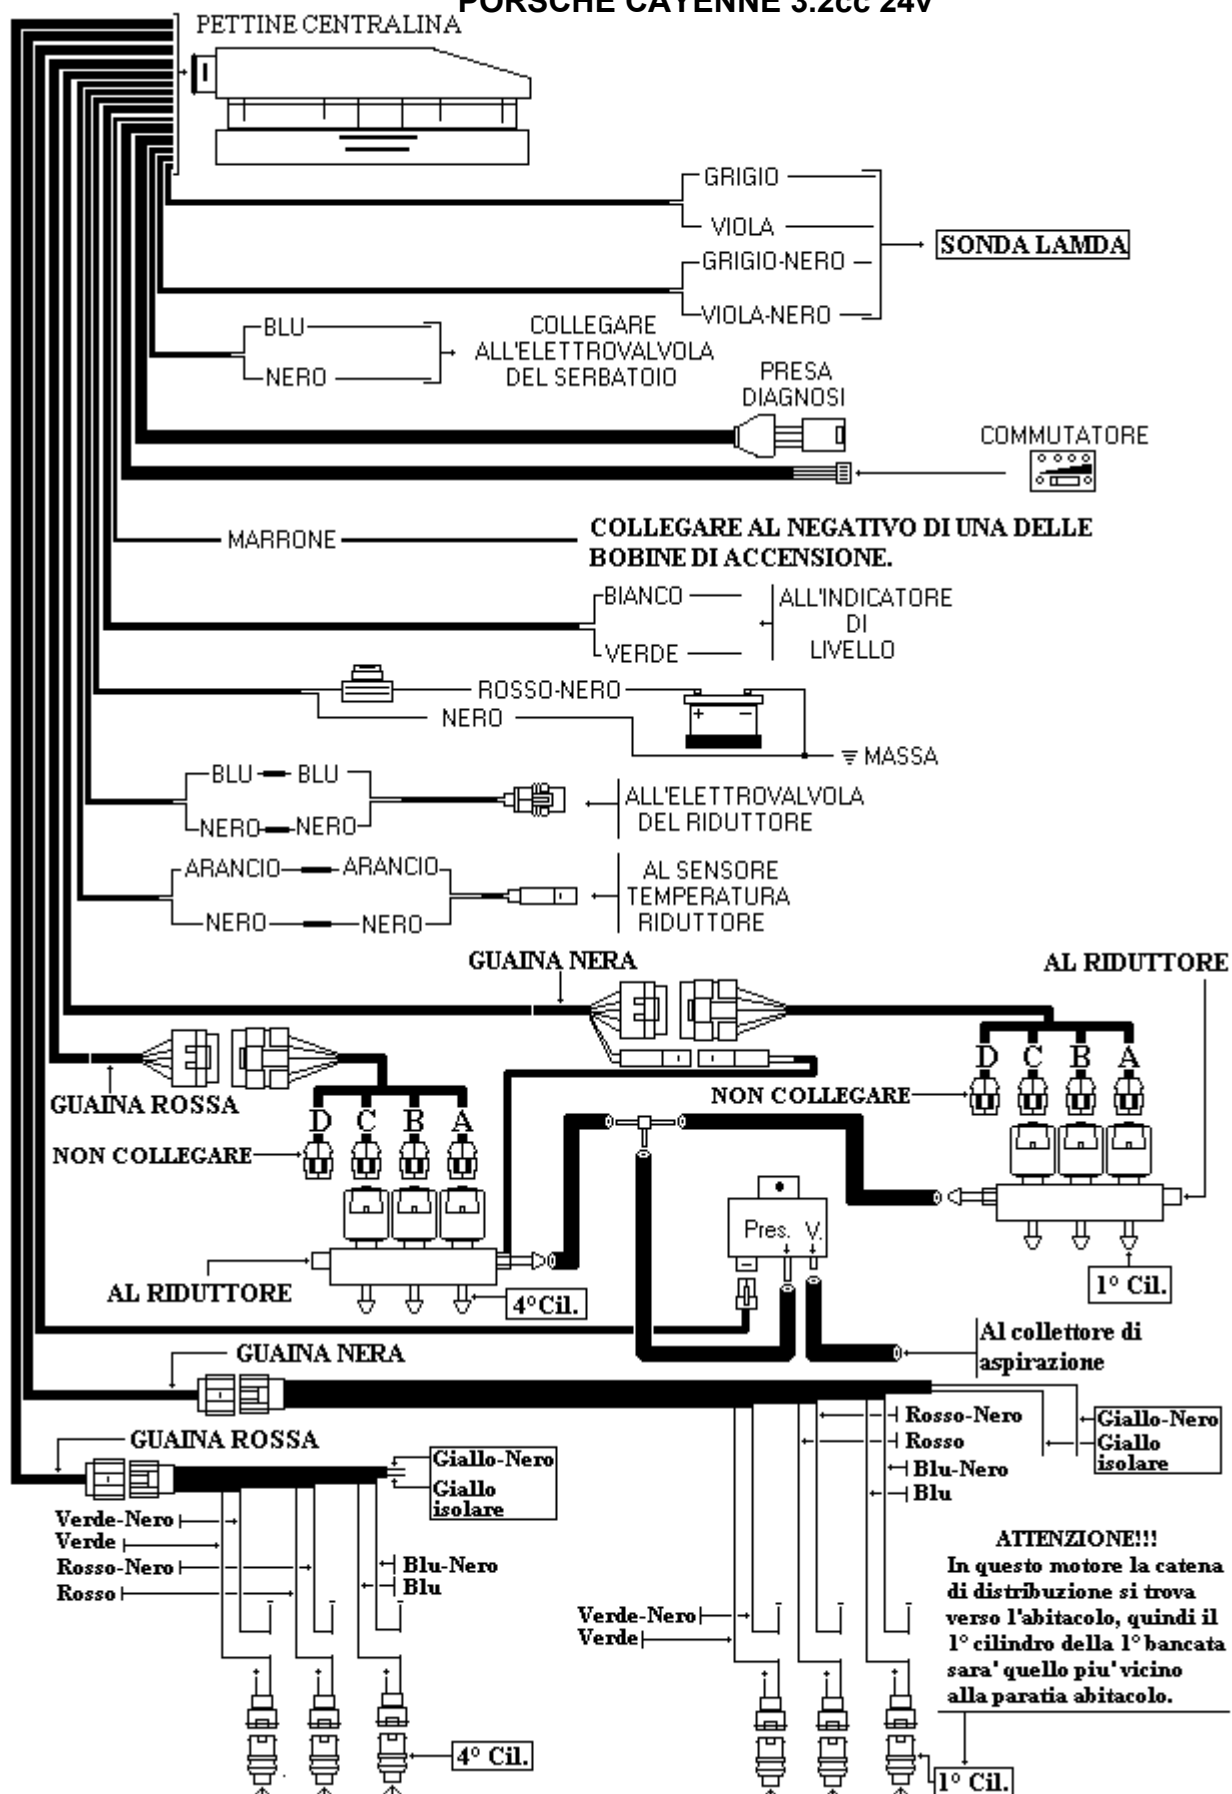 PORSCHE CAYENNE 3.2cc 24v
PETTINE CENTRALINA
GRIGIO
VIOLA
SONDA LAMDA
GRIGIO-NERO
VIOLA-NERO
BLU
NERO
COLLEGARE
ALL'ELETTROVALVOLA
DEL SERBATOIO
PRESA
DIAGNOSI
COMMUTATORE
MARRONE
COLLEGARE AL NEGATIVO DI UNA DELLE
BOBINE DI ACCENSIONE.
BIANCO
VERDE
ALL'INDICATORE
DI
LIVELLO
ROSSO-NERO
NERO
+ −
MASSA
BLU BLU
NERO NERO
ALL'ELETTROVALVOLA
DEL RIDUTTORE
ARANCIO ARANCIO
NERO NERO
AL SENSORE
TEMPERATURA
RIDUTTORE
GUAINA NERA
AL RIDUTTORE
D C B A
NON COLLEGARE
GUAINA ROSSA
D C B A
NON COLLEGARE
Pres. V.
AL RIDUTTORE
4°Cil.
1° Cil.
Al collettore di
aspirazione
GUAINA NERA
Rosso-Nero
Rosso
Blu-Nero
Blu
Giallo-Nero
Giallo
isolare
GUAINA ROSSA
Giallo-Nero
Giallo
isolare
Verde-Nero
Verde
Rosso-Nero
Rosso
Blu-Nero
Blu
Verde-Nero
Verde
ATTENZIONE!!!
In questo motore la catena
di distribuzione si trova
verso l'abitacolo, quindi il
1° cilindro della 1° bancata
sara' quello piu' vicino
alla paratia abitacolo.
4° Cil.
1° Cil.